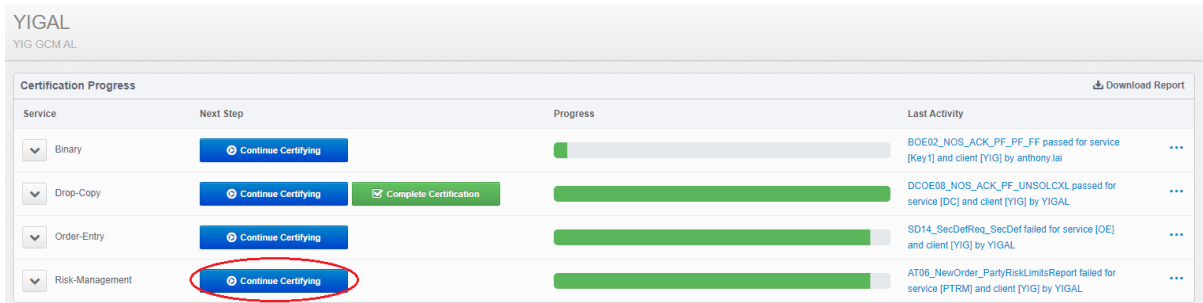 YIGAL
YIG GCM AL
Certification Progress
Download Report
Service Next Step Progress Last Activity
Binary Continue Certifying BOE02_NOS_ACK_PF_PF_FF passed for service
[Key1] and client [YIG] by anthony.lai
Drop-Copy Continue Certifying Complete Certification DCOE08_NOS_ACK_PF_UNSOLCXL passed for
service [DC] and client [YIG] by YIGAL
Order-Entry Continue Certifying SD14_SecDefReq_SecDef failed for service [OE]
and client [YIG] by YIGAL
Risk-Management Continue Certifying AT06_NewOrder_PartyRiskLimitsReport failed for
service [PTRM] and client [YIG] by YIGAL